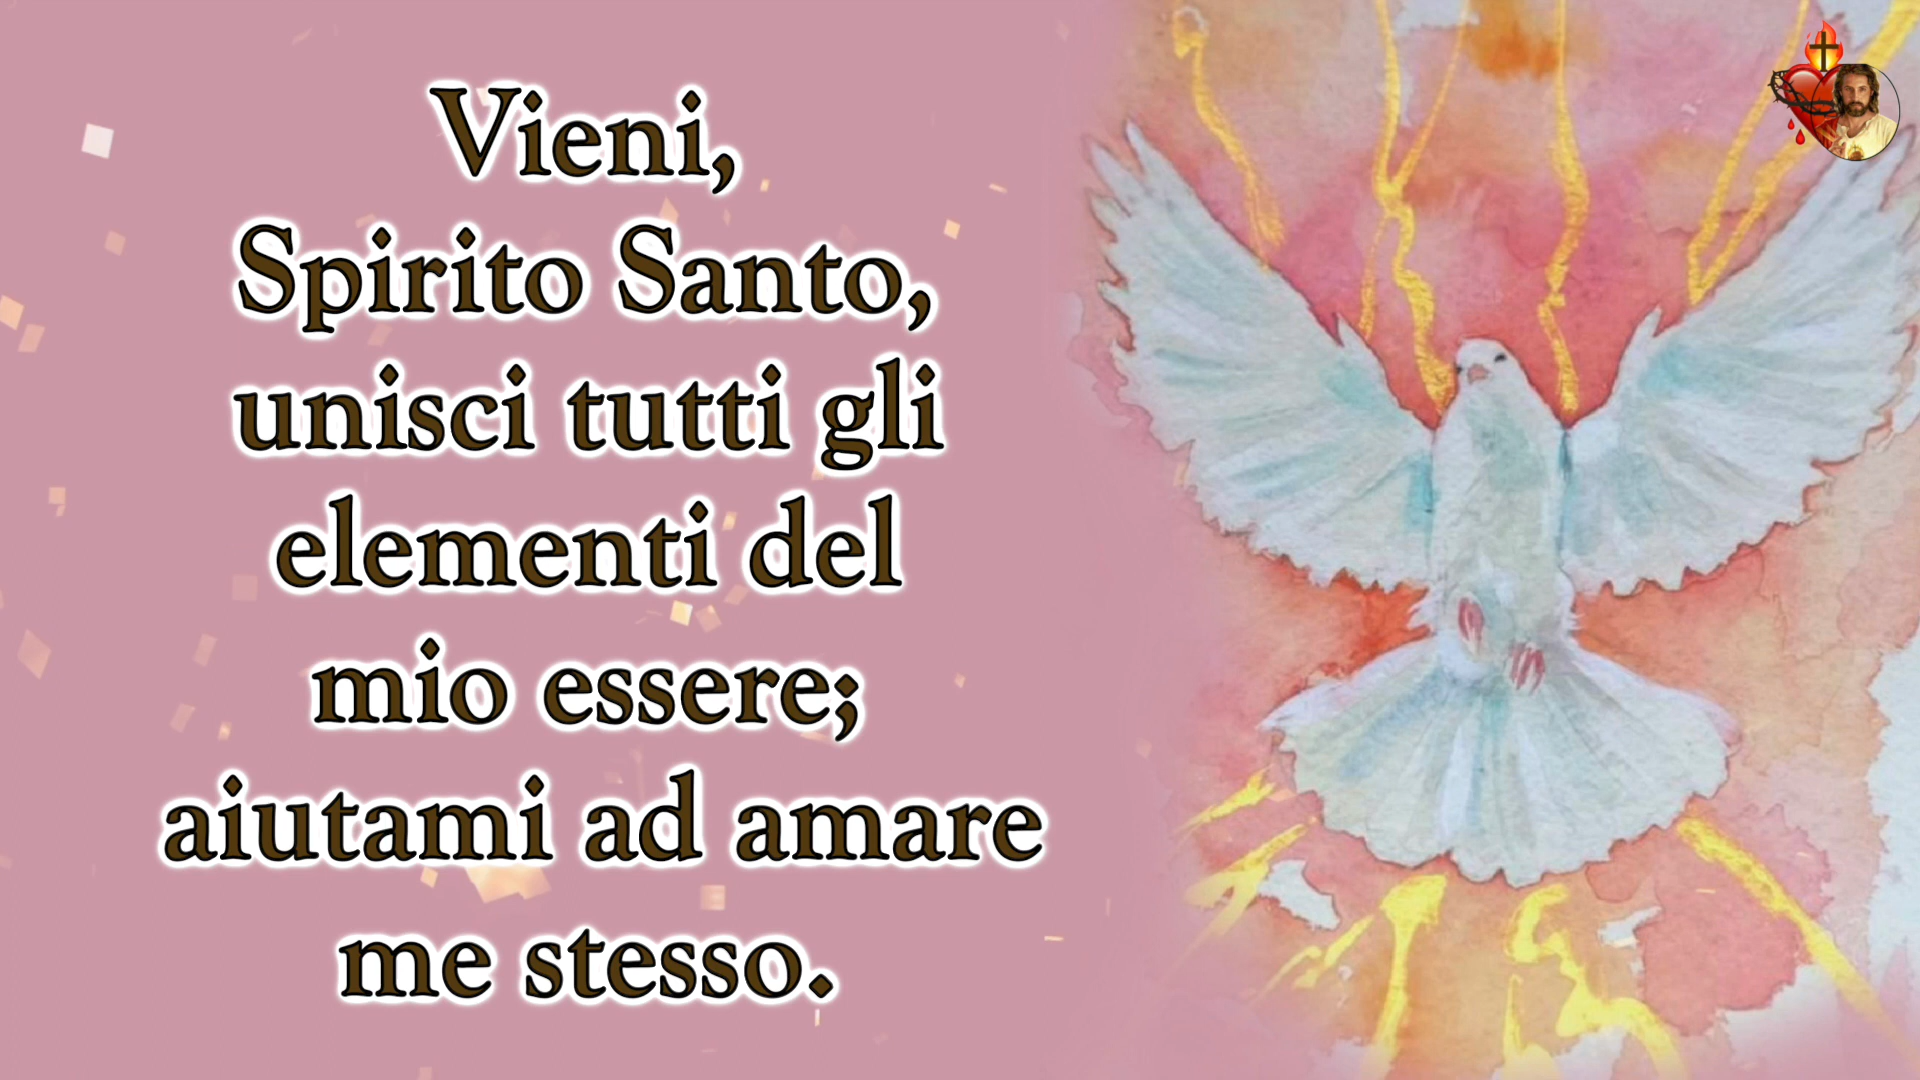 Vieni,
Spirito Santo,
unisci tutti gli
elementi del
mio essere;
aiutami ad amare
me stesso.